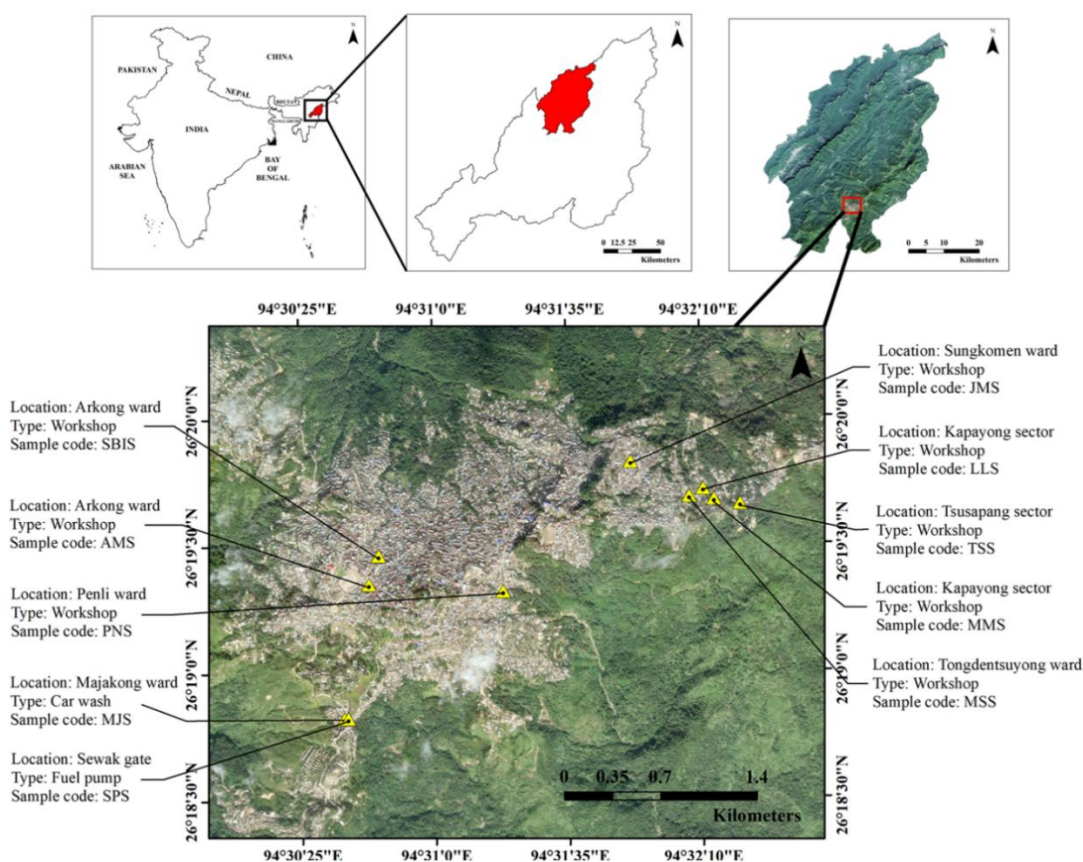 N
CHINA
PAKISTAN
NEPAL
BHUTAN
INDIA
BANGLADESH
ARABIAN
SEA
BAY
OF
BENGAL
N
0 12.5 25 50
Kilometers
N
0 5 10 20
Kilometers
94°30'25"E 94°31'0"E 94°31'35"E 94°32'10"E
26°20'0"N
26°19'30"N
26°19'0"N
26°18'30"N
Location: Arkong ward
Type: Workshop
Sample code: SBIS
Location: Arkong ward
Type: Workshop
Sample code: AMS
Location: Penli ward
Type: Workshop
Sample code: PNS
Location: Majakong ward
Type: Car wash
Sample code: MJS
Location: Sewak gate
Type: Fuel pump
Sample code: SPS
N
0 0.35 0.7 1.4
Kilometers
26°20'0"N
26°19'30"N
26°19'0"N
26°18'30"N
Location: Sungkomen ward
Type: Workshop
Sample code: JMS
Location: Kapayong sector
Type: Workshop
Sample code: LLS
Location: Tsusapang sector
Type: Workshop
Sample code: TSS
Location: Kapayong sector
Type: Workshop
Sample code: MMS
Location: Tongdentsuyong ward
Type: Workshop
Sample code: MSS
94°30'25"E 94°31'0"E 94°31'35"E 94°32'10"E